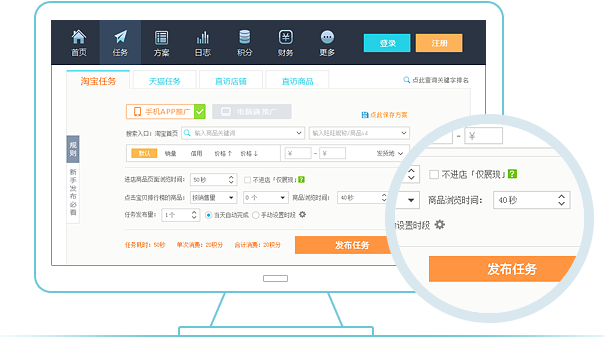 首页 任务 方案 日志 积分 财务 更多 登录 注册
淘宝任务 天猫任务 直访店铺 直访商品 点此查询关键字排名
手机APP推广 电脑端推广 点此保存方案
搜索入口: 淘宝首页 输入商品关键词 输入旺旺昵称/商品id
默认 销量 信用 价格↑ 价格↓ ¥ - ¥ 发货地
规则
新手发布必看
进店商品页面浏览时间: 50秒 不进店「仅展现」?
点击宝贝排行榜的商品: 按销售量 0 个 商品浏览时间: 40秒
任务发布量: 1个 当天自动完成 手动设置时段
任务耗时: 50秒 单次消费: 20积分 合计消费: 20积分 发布任务
- ¥
不进店「仅展现」?
商品浏览时间: 40秒
设置时段
发布任务